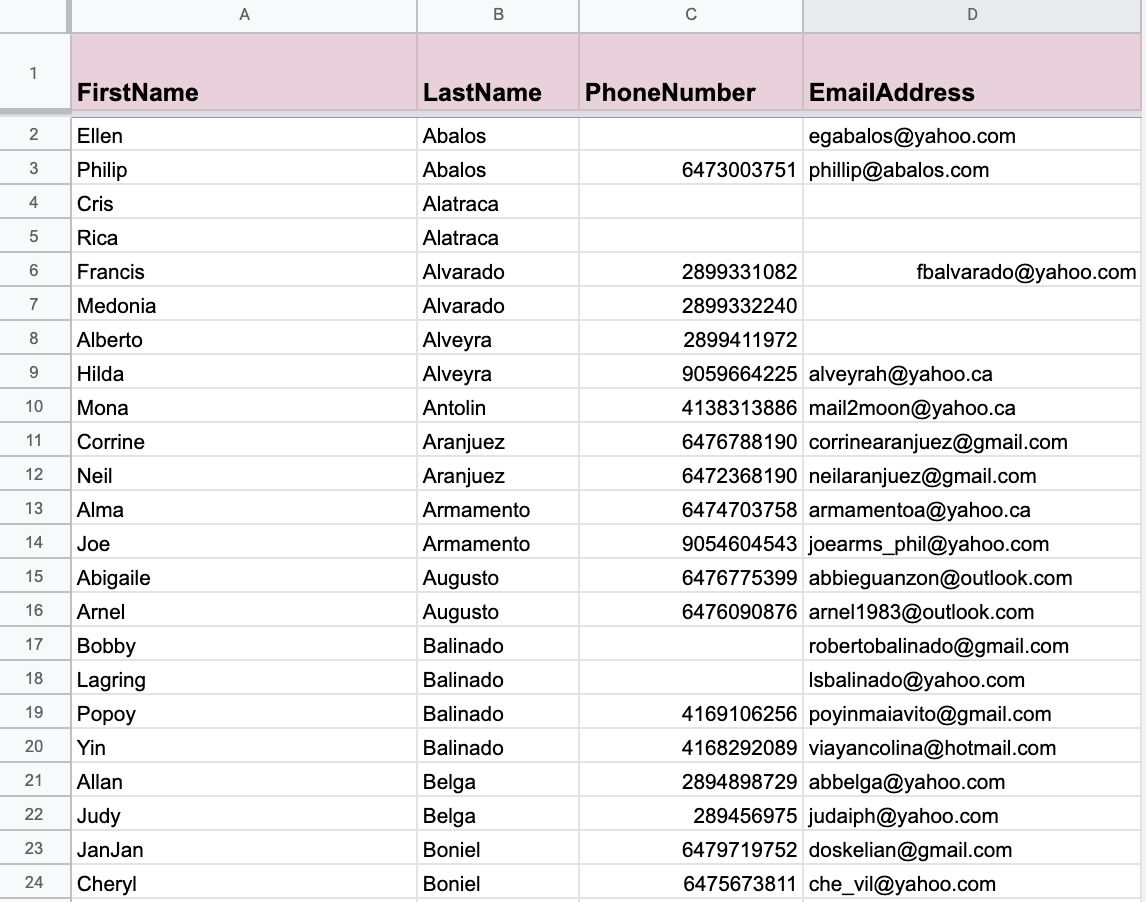 A B C D
1 FirstName LastName PhoneNumber EmailAddress
2 Ellen Abalos egabalos@yahoo.com
3 Philip Abalos 6473003751 phillip@abalos.com
4 Cris Alatraca
5 Rica Alatraca
6 Francis Alvarado 2899331082 fbalvarado@yahoo.com
7 Medonia Alvarado 2899332240
8 Alberto Alveyra 2899411972
9 Hilda Alveyra 9059664225 alveyrah@yahoo.ca
10 Mona Antolin 4138313886 mail2moon@yahoo.ca
11 Corrine Aranjuez 6476788190 corrinearanjuez@gmail.com
12 Neil Aranjuez 6472368190 neilaranjuez@gmail.com
13 Alma Armamento 6474703758 armamentoa@yahoo.ca
14 Joe Armamento 9054604543 joearms_phil@yahoo.com
15 Abigaile Augusto 6476775399 abbieguanzon@outlook.com
16 Arnel Augusto 6476090876 arnel1983@outlook.com
17 Bobby Balinado robertobalinado@gmail.com
18 Lagring Balinado lsbalinado@yahoo.com
19 Popoy Balinado 4169106256 poyinmaiavito@gmail.com
20 Yin Balinado 4168292089 viayancolina@hotmail.com
21 Allan Belga 2894898729 abbelga@yahoo.com
22 Judy Belga 289456975 judaiph@yahoo.com
23 JanJan Boniel 6479719752 doskelian@gmail.com
24 Cheryl Boniel 6475673811 che_vil@yahoo.com